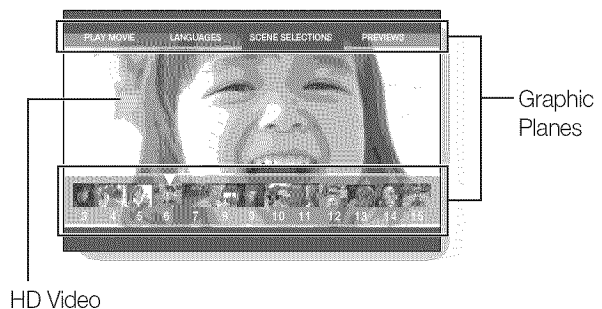 PLAY MOVIE LANGUAGES SCENE SELECTIONS PREVIEWS
Graphic
Planes
3 4 5 6 7 8 9 10 11 12 13 14 15
HD Video